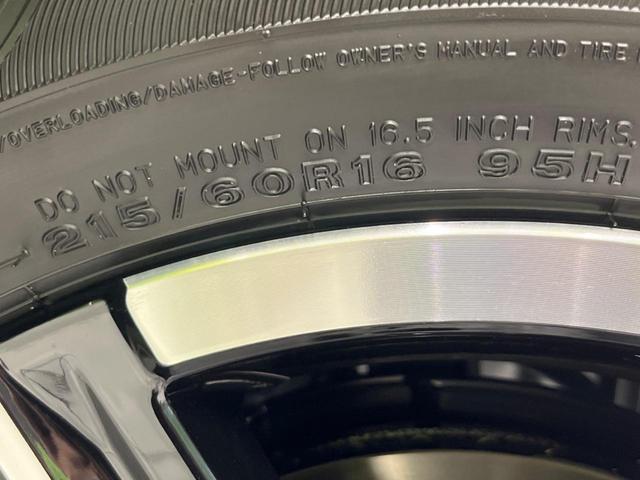 /OVERLOADING/DAMAGE-FOLLOW OWNER'S MANUAL AND TIRE
DO NOT MOUNT ON 16.5 INCH RIMS.
215/60R16 95H